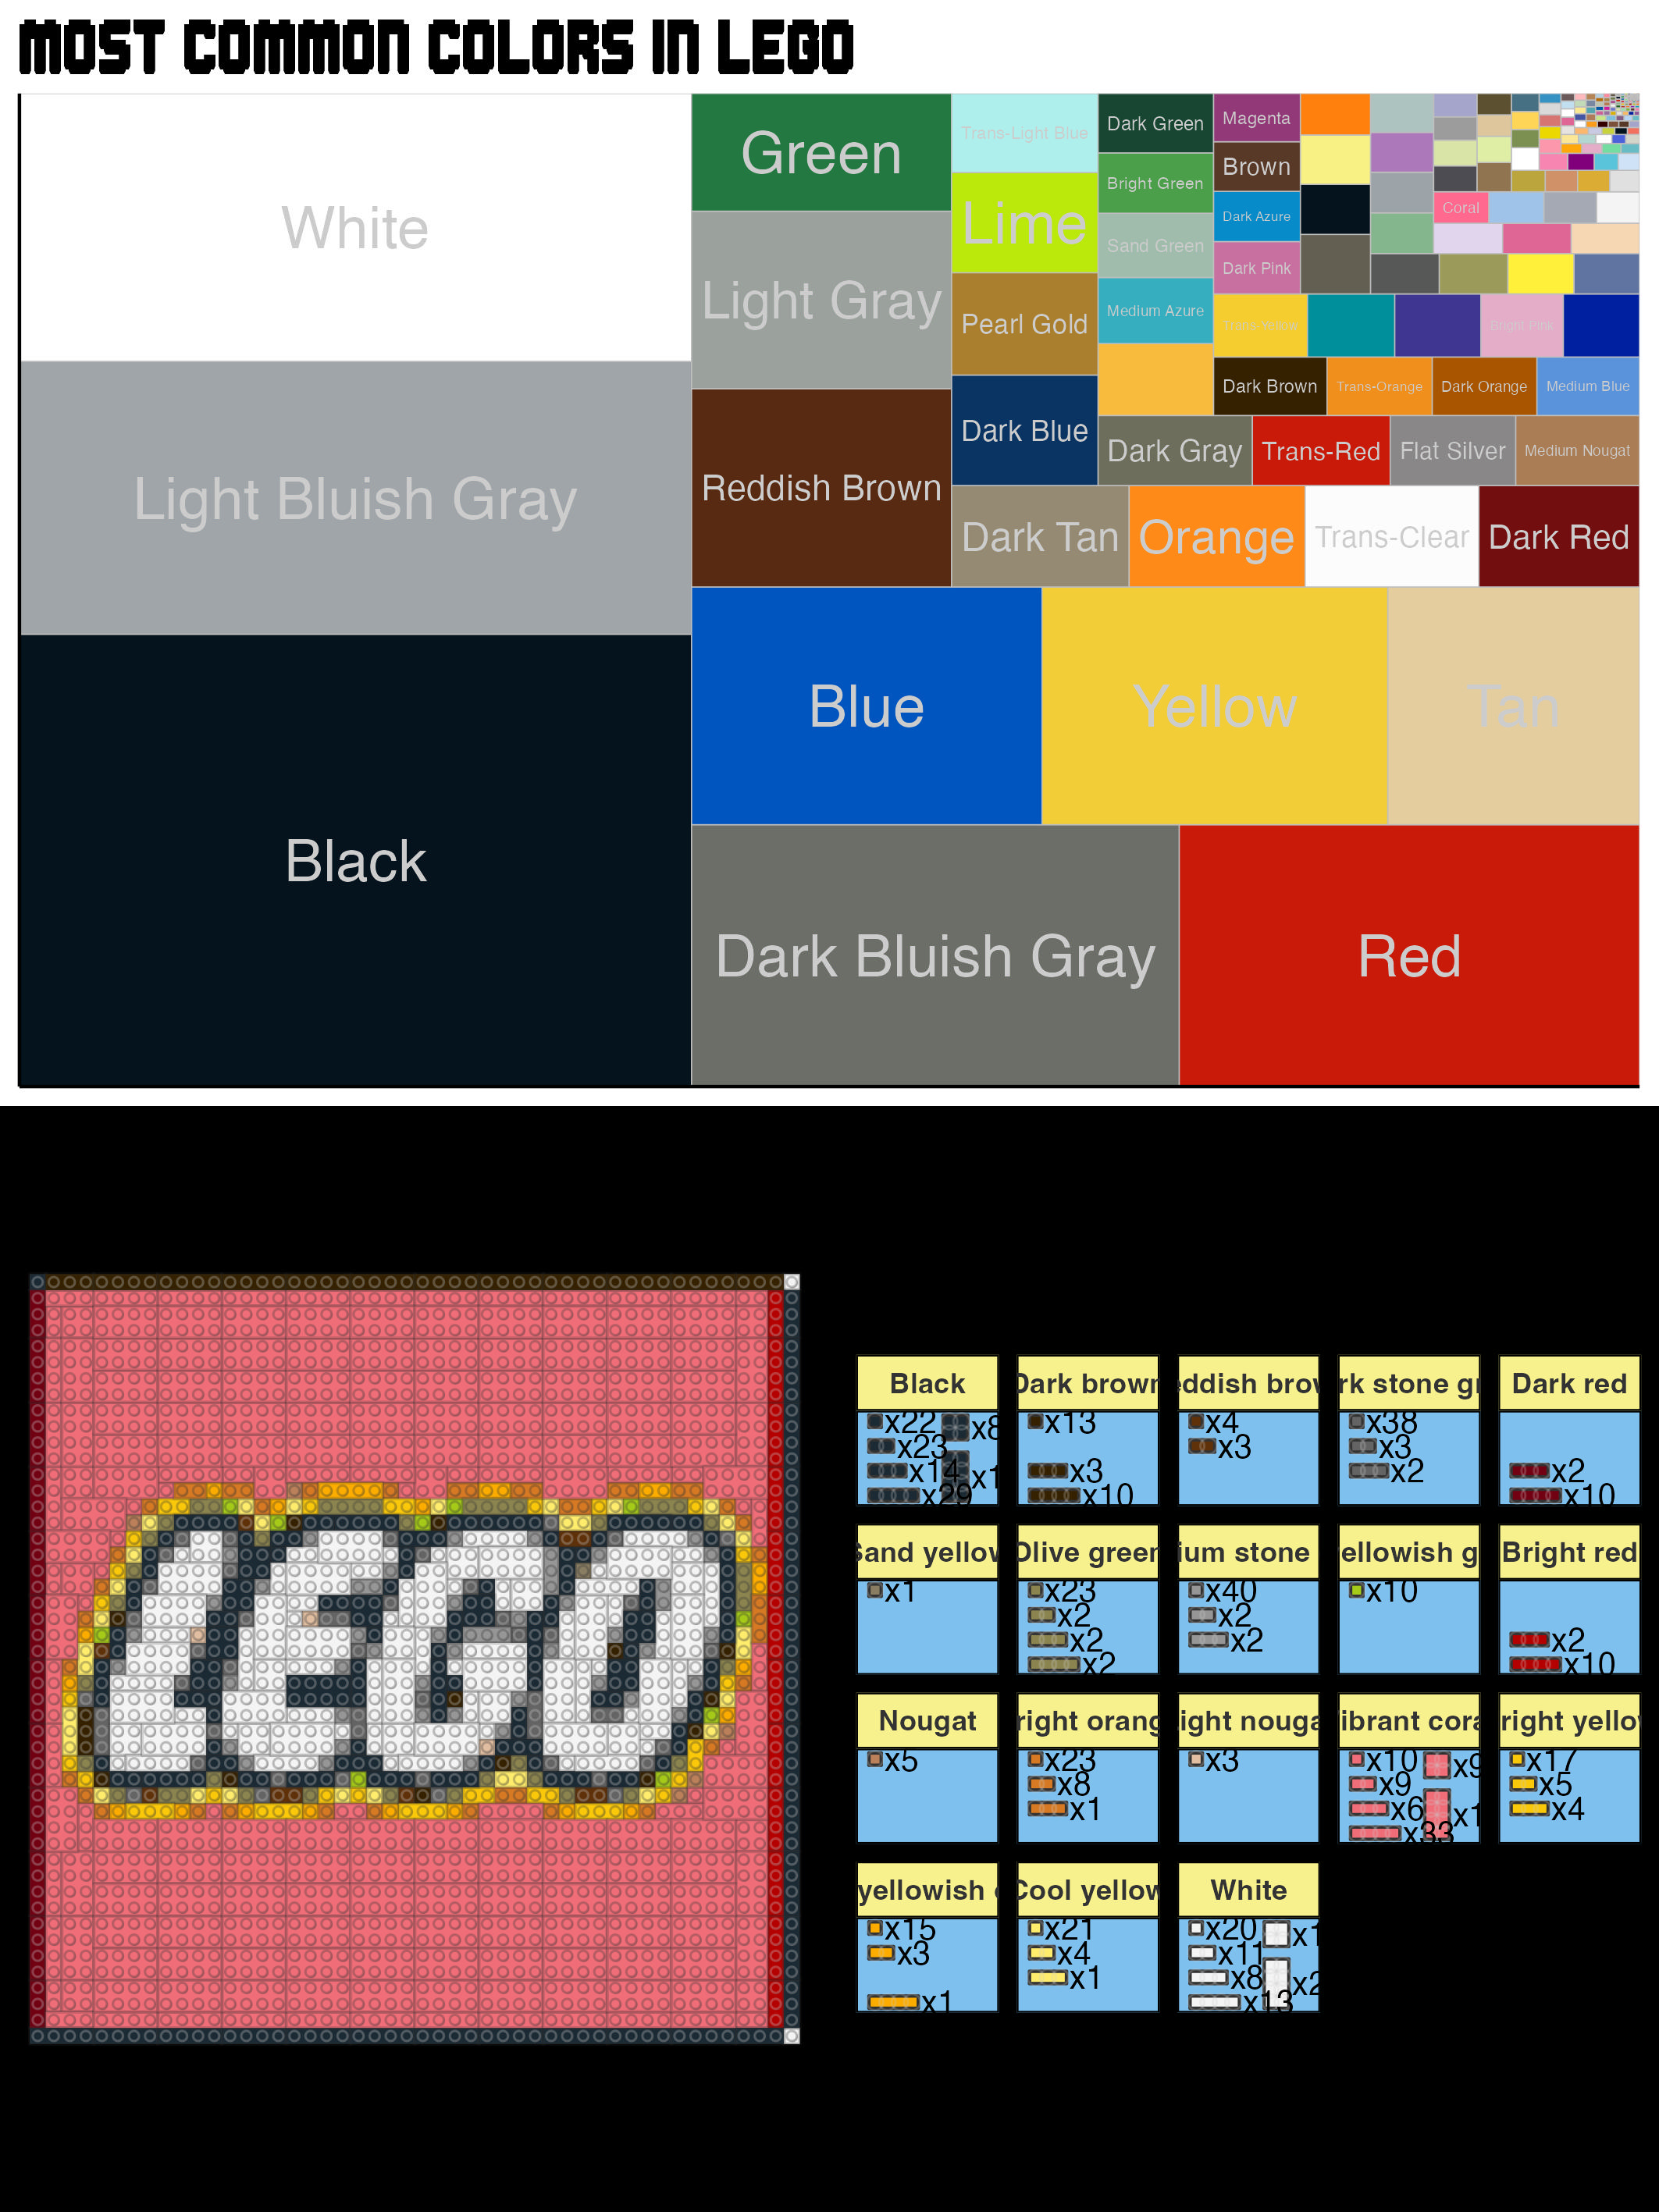 MOST COMMON COLORS IN LEGO
White
Light Bluish Gray
Black
Green
Light Gray
Reddish Brown
Trans-Light Blue
Lime
Pearl Gold
Dark Blue
Dark Green
Bright Green
Sand Green
Medium Azure
Magenta
Brown
Dark Azure
Dark Pink
Coral
Trans-Yellow
Bright Pink
Dark Brown
Trans-Orange
Dark Orange
Medium Blue
Dark Gray
Trans-Red
Flat Silver
Medium Nougat
Dark Tan
Orange
Trans-Clear
Dark Red
Blue
Yellow
Tan
Dark Bluish Gray
Red
LEGO
Black
x22 x8
x23
x14 x1
x29
Dark brown
x13
x3
x10
eddish brow
x4
x3
rk stone gr
x38
x3
x2
Dark red
x2
x10
Sand yellow
x1
Olive green
x23
x2
x2
x2
ium stone
x40
x2
x2
ellowish g
x10
Bright red
x2
x10
Nougat
x5
right orang
x23
x8
x1
ight nouga
x3
ibrant cora
x10 x9
x9
x6 x1
x33
right yellow
x17
x5
x4
yellowish
x15
x3
x1
Cool yellow
x21
x4
x1
White
x20 x1
x11
x8 x2
x13